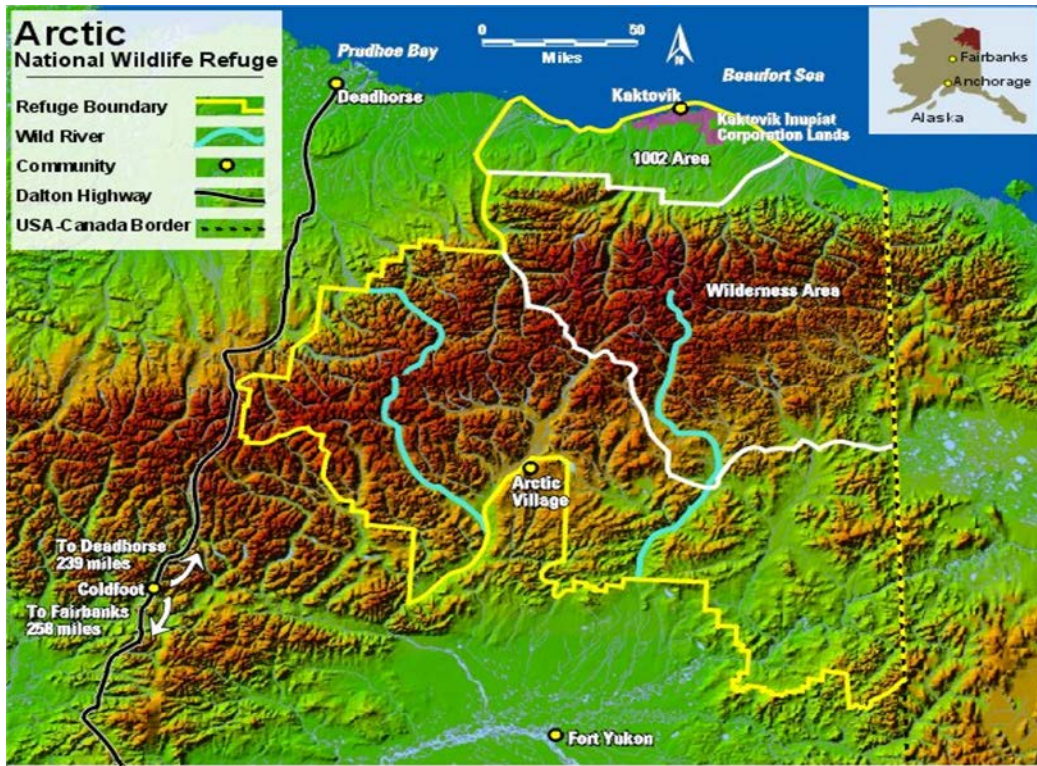 Arctic
National Wildlife Refuge
Refuge Boundary
Wild River
Community
Dalton Highway
USA-Canada Border
Prudhoe Bay
Deadhorse
0
50
Miles
N
Beaufort Sea
Kaktovik
Kaktovik Inupiat
Corporation Lands
1002 Area
Fairbanks
Anchorage
Alaska
Wilderness Area
Arctic
Village
To Deadhorse
239 miles
Coldfoot
To Fairbanks
258 miles
Fort Yukon